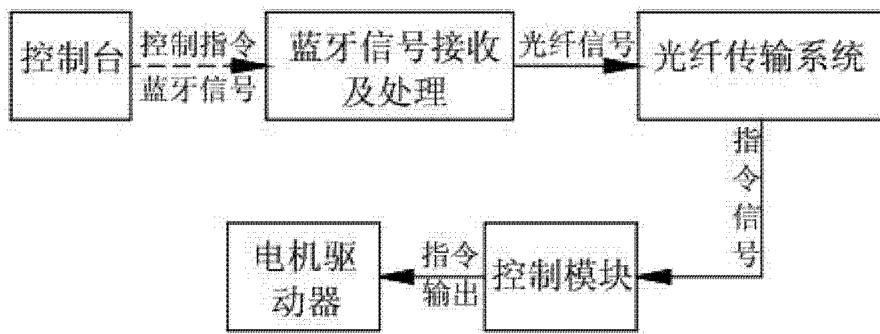 控制台
控制指令
蓝牙信号
蓝牙信号接收
及处理
光纤信号
光纤传输系统
指令信号
控制模块
指令
输出
电机驱
动器